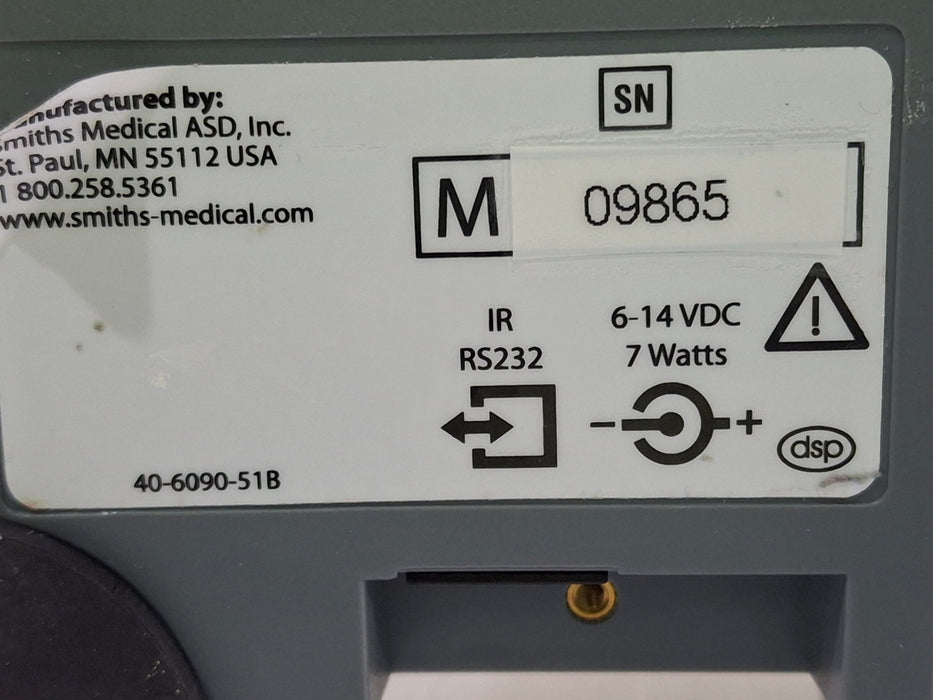 nufactured by:
miths Medical ASD, Inc.
St. Paul, MN 55112 USA
1 800.258.5361
www.smiths-medical.com
SN
M
09865
IR
RS232
6-14 VDC
7 Watts
- +
dsp
40-6090-51B